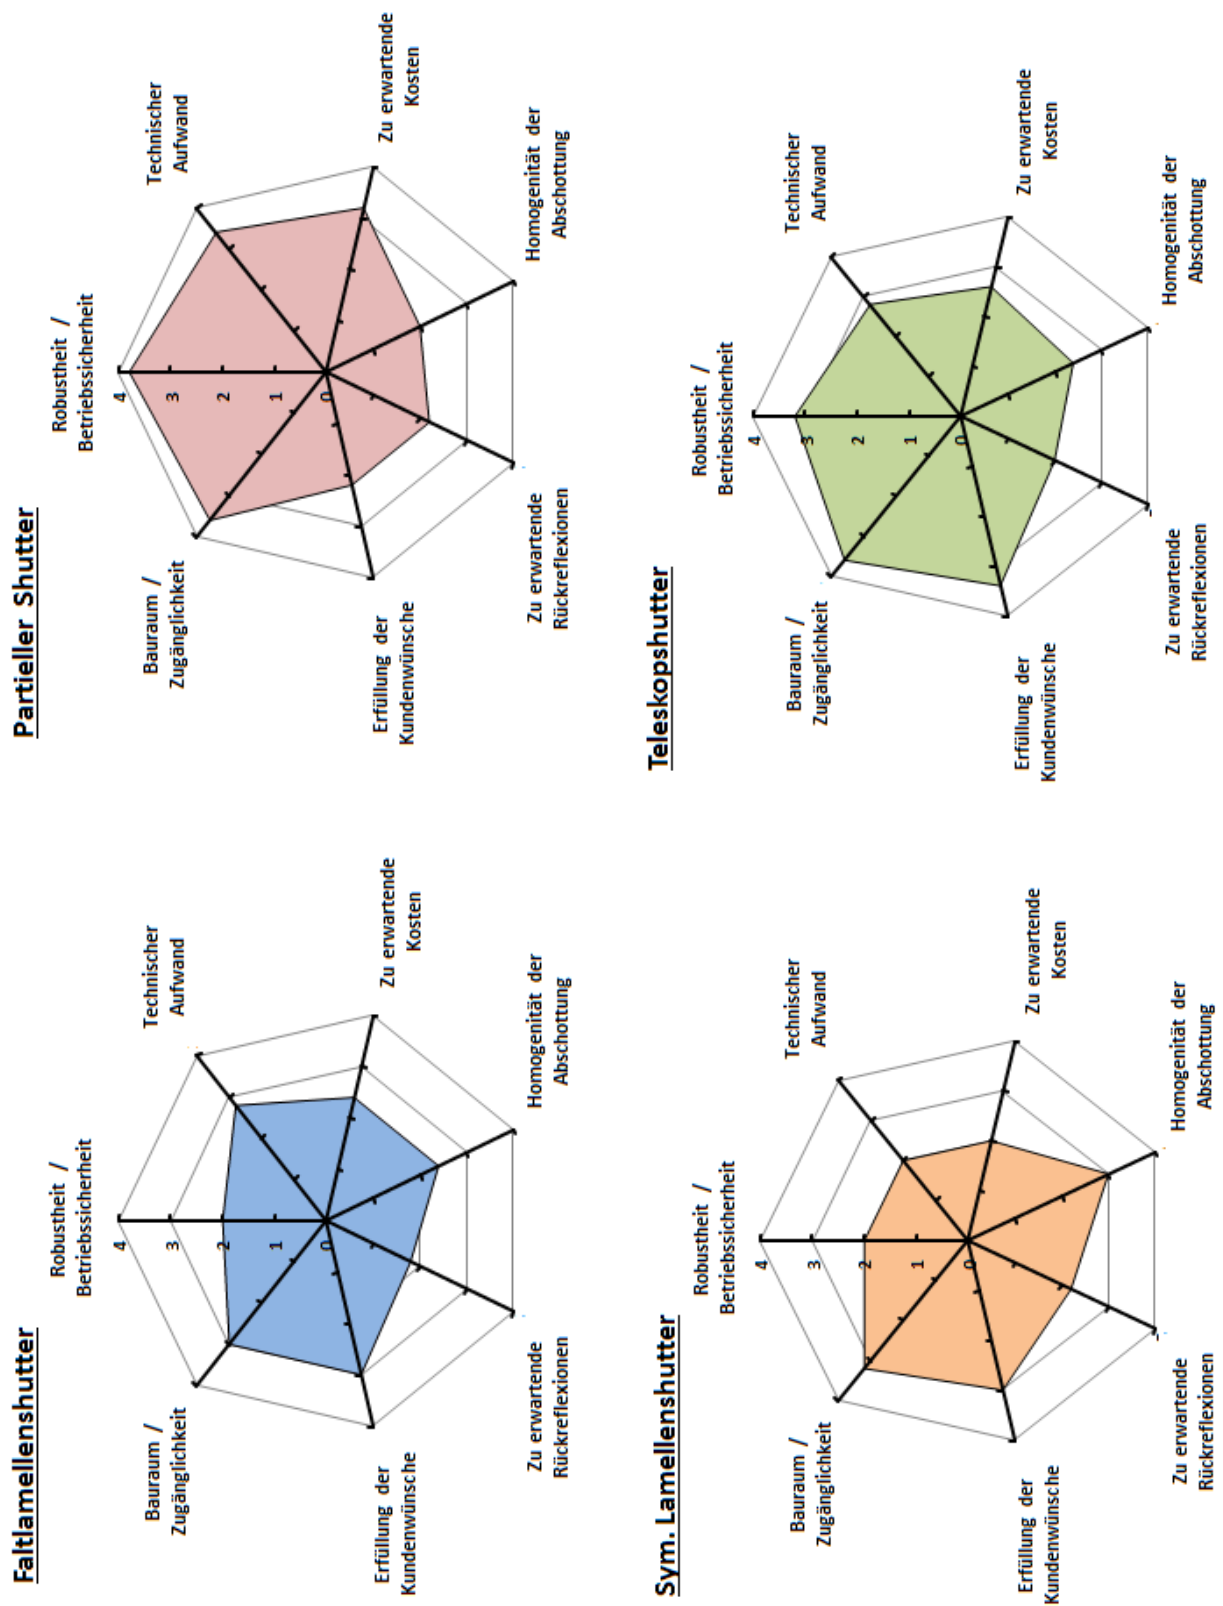 Faltlamellenshutter
Robustheit /
Betriebssicherheit
Technischer
Aufwand
Zu erwartende
Kosten
Homogenität der
Abschottung
Zu erwartende
Rückreflexionen
Erfüllung der
Kundenwünsche
Bauraum /
Zugänglichkeit
4
3
2
1
0
Partieller Shutter
Robustheit /
Betriebssicherheit
Technischer
Aufwand
Zu erwartende
Kosten
Homogenität der
Abschottung
Zu erwartende
Rückreflexionen
Erfüllung der
Kundenwünsche
Bauraum /
Zugänglichkeit
4
3
2
1
0
Sym. Lamellenshutter
Robustheit /
Betriebssicherheit
Technischer
Aufwand
Zu erwartende
Kosten
Homogenität der
Abschottung
Zu erwartende
Rückreflexionen
Erfüllung der
Kundenwünsche
Bauraum /
Zugänglichkeit
4
3
2
1
0
Teleskopshutter
Robustheit /
Betriebssicherheit
Technischer
Aufwand
Zu erwartende
Kosten
Homogenität der
Abschottung
Zu erwartende
Rückreflexionen
Erfüllung der
Kundenwünsche
Bauraum /
Zugänglichkeit
4
3
2
1
0